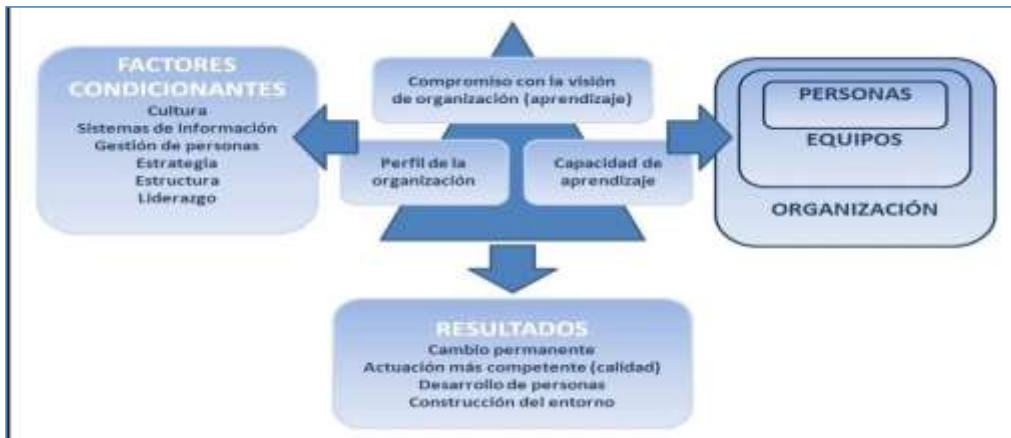 FACTORES
CONDICIONANTES
Cultura
Sistemas de Información
Gestión de personas
Estrategia
Estructura
Liderazgo
Compromiso con la visión
de organización (aprendizaje)
Perfil de la
organización
Capacidad de
aprendizaje
PERSONAS
EQUIPOS
ORGANIZACIÓN
RESULTADOS
Cambio permanente
Actuación más competente (calidad)
Desarrollo de personas
Construcción del entorno